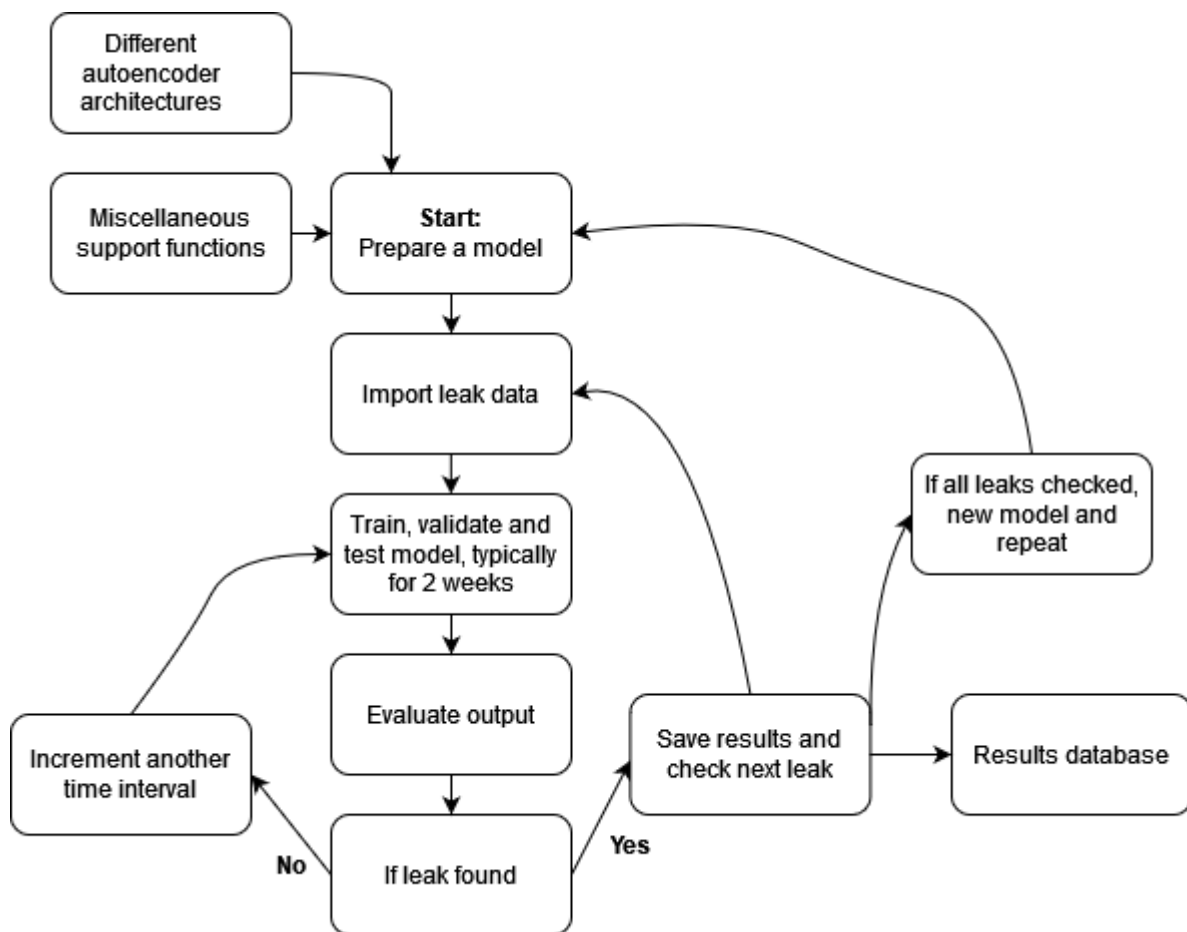 Different
autoencoder
architectures
Miscellaneous
support functions
Start:
Prepare a model
Import leak data
Train, validate and
test model, typically
for 2 weeks
If all leaks checked,
new model and
repeat
Evaluate output
Increment another
time interval
Save results and
check next leak
Results database
No
If leak found
Yes